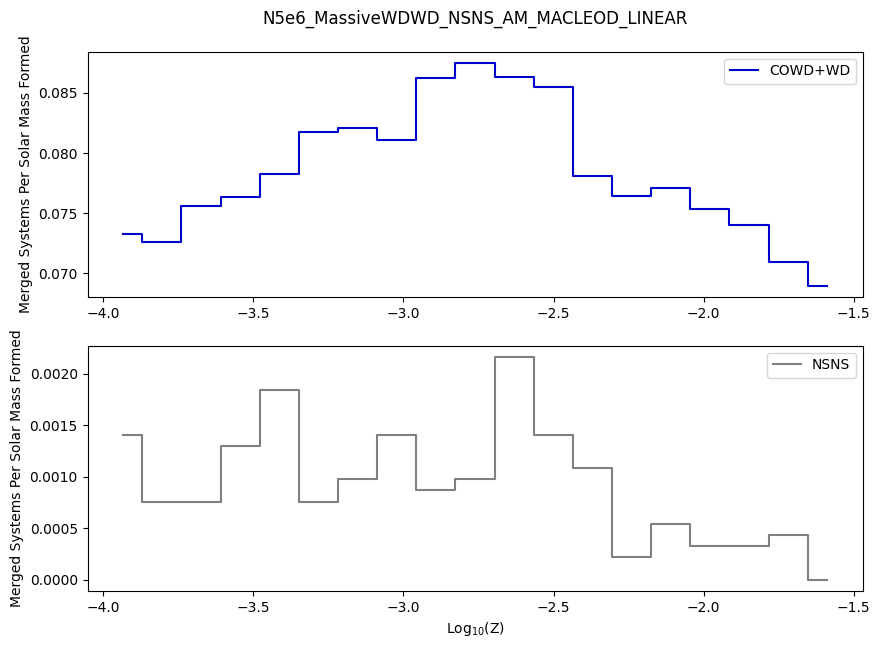 N5e6_MassiveWDWD_NSNS_AM_MACLEOD_LINEAR
Merged Systems Per Solar Mass Formed
0.085
0.080
0.075
0.070
COWD+WD
−4.0 −3.5 −3.0 −2.5 −2.0 −1.5
Merged Systems Per Solar Mass Formed
0.0020
0.0015
0.0010
0.0005
0.0000
NSNS
−4.0 −3.5 −3.0 −2.5 −2.0 −1.5
Log₁₀(Z)